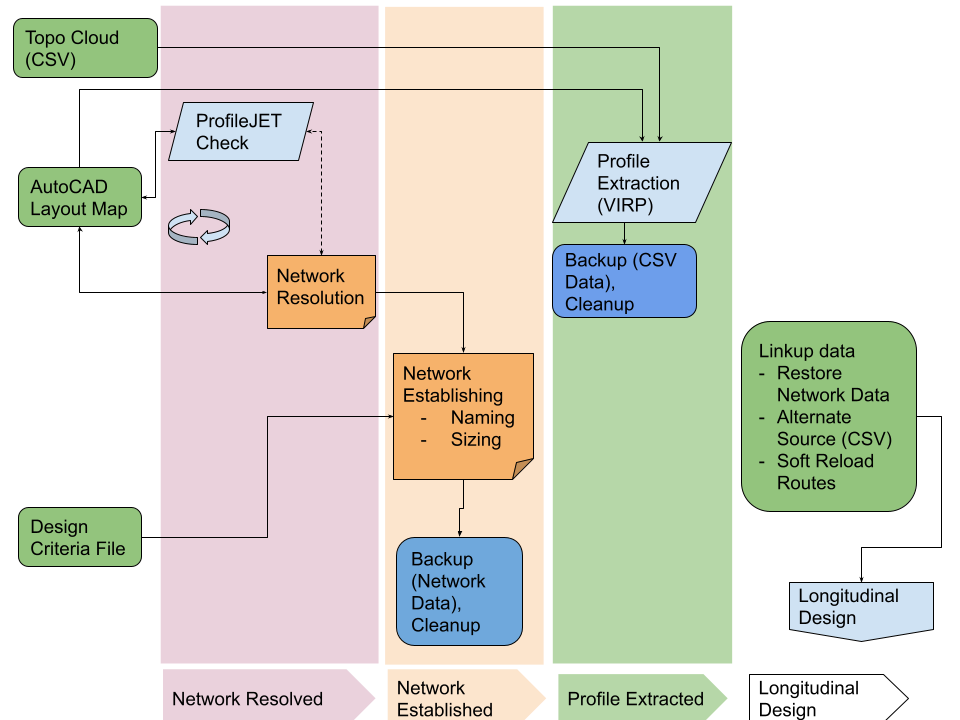 Topo Cloud
(CSV)
ProfileJET
Check
AutoCAD
Layout Map
Profile
Extraction
(VIRP)
Network
Resolution
Backup (CSV
Data),
Cleanup
Network
Establishing
- Naming
- Sizing
Linkup data
- Restore
Network Data
- Alternate
Source (CSV)
- Soft Reload
Routes
Design
Criteria File
Backup
(Network
Data),
Cleanup
Longitudinal
Design
Network Resolved
Network
Established
Profile Extracted
Longitudinal
Design